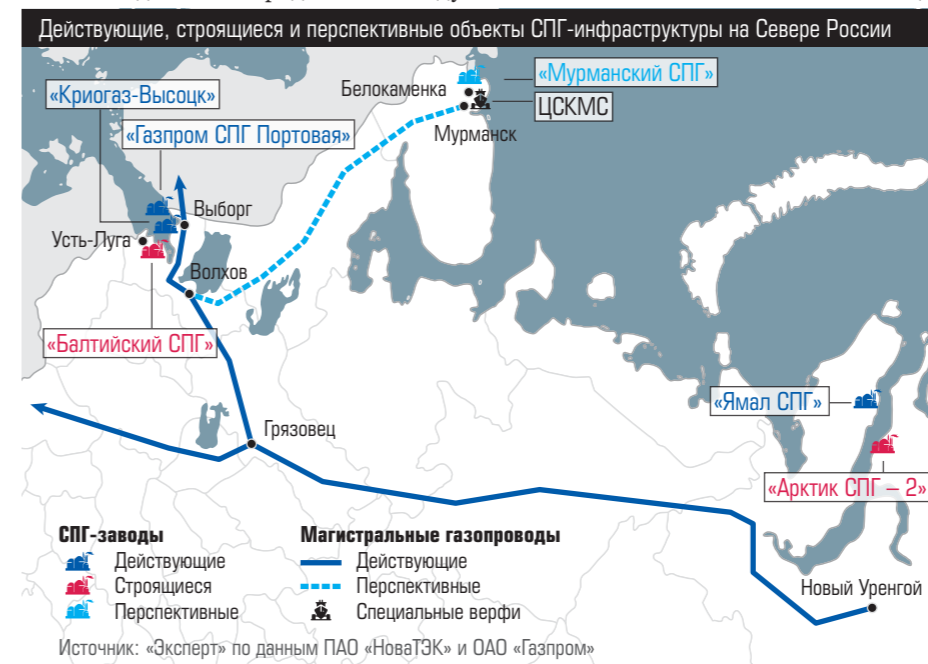 Действующие, строящиеся и перспективные объекты СПГ-инфраструктуры на Севере России
«Мурманский СПГ»
Белокаменка
«Криогаз-Высоцк»
ЦСКМС
«Газпром СПГ Портовая»
Мурманск
Выборг
Усть-Луга
Волхов
«Балтийский СПГ»
«Ямал СПГ»
Грязовец
«Арктик СПГ – 2»
СПГ-заводы
Действующие
Строящиеся
Перспективные
Магистральные газопроводы
Действующие
Перспективные
Специальные верфи
Новый Уренгой
Источник: «Эксперт» по данным ПАО «НоваТЭК» и ОАО «Газпром»